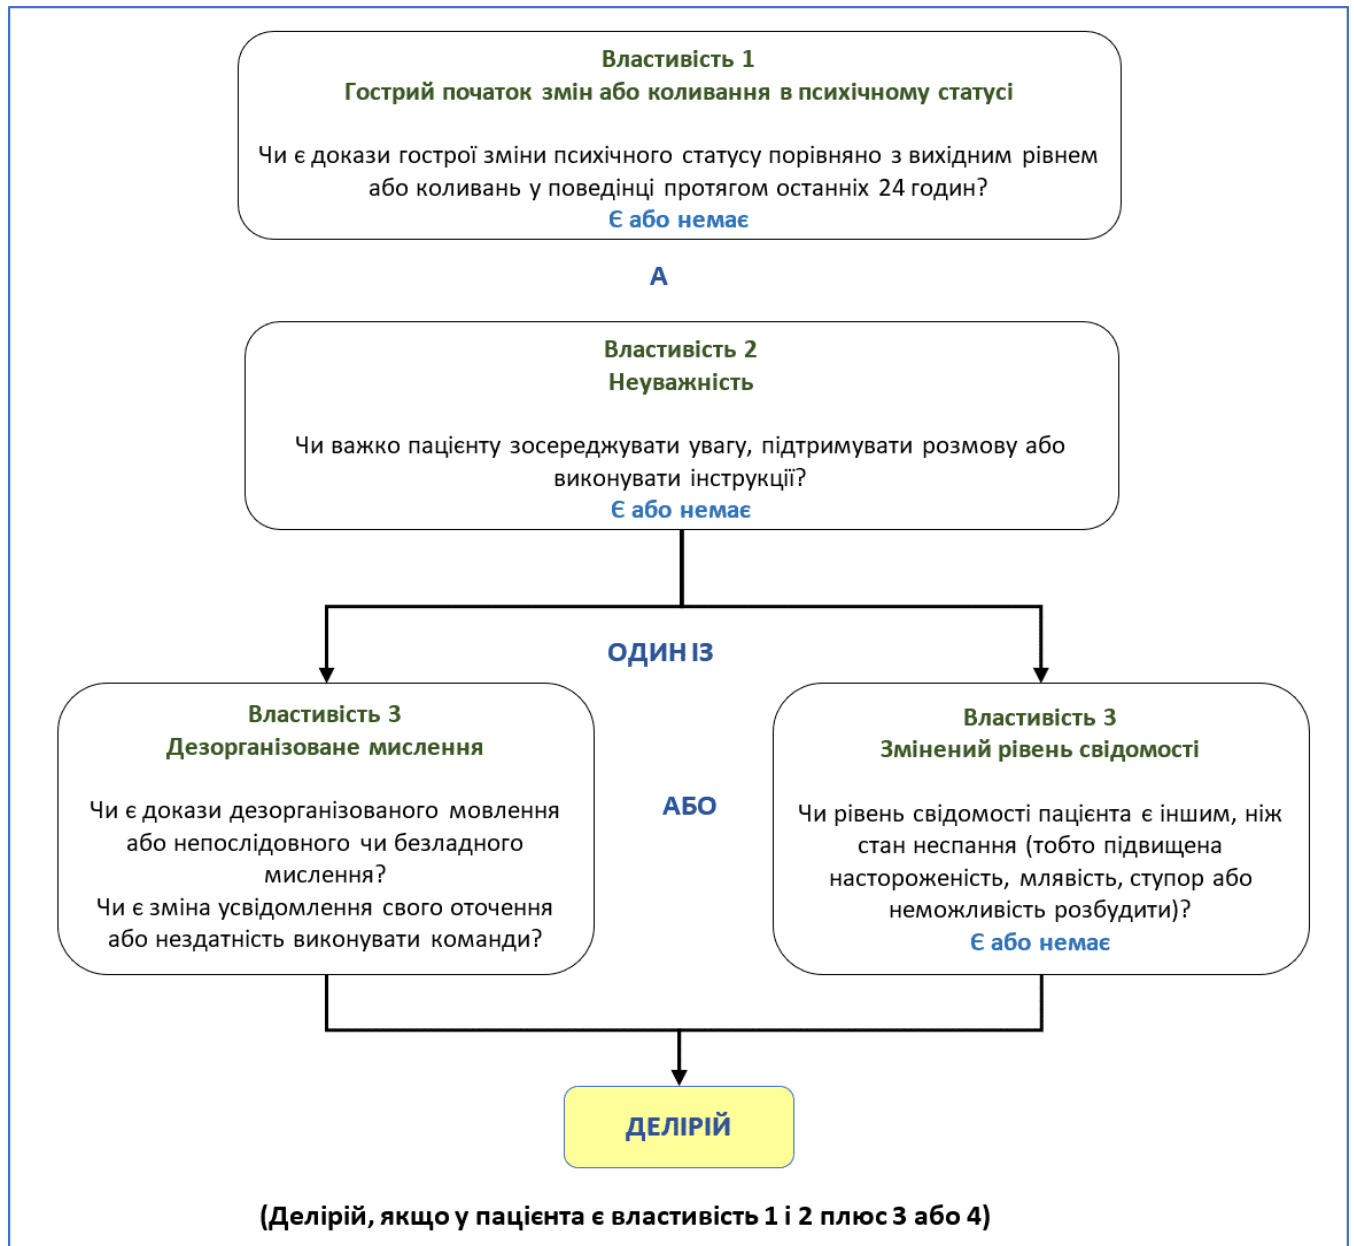 Властивість 1
Гострий початок змін або коливання в психічному статусі
Чи є докази гострої зміни психічного статусу порівняно з вихідним рівнем
або коливань у поведінці протягом останніх 24 годин?
Є або немає
А
Властивість 2
Неуважність
Чи важко пацієнту зосереджувати увагу, підтримувати розмову або
виконувати інструкції?
Є або немає
ОДИН ІЗ
Властивість 3
Дезорганізоване мислення
Чи є докази дезорганізованого мовлення
або непослідовного чи безладного
мислення?
Чи є зміна усвідомлення свого оточення
або нездатність виконувати команди?
АБО
Властивість 3
Змінений рівень свідомості
Чи рівень свідомості пацієнта є іншим, ніж
стан неспання (тобто підвищена
настороженість, млявість, ступор або
неможливість розбудити)?
Є або немає
ДЕЛІРІЙ
(Делірій, якщо у пацієнта є властивість 1 і 2 плюс 3 або 4)